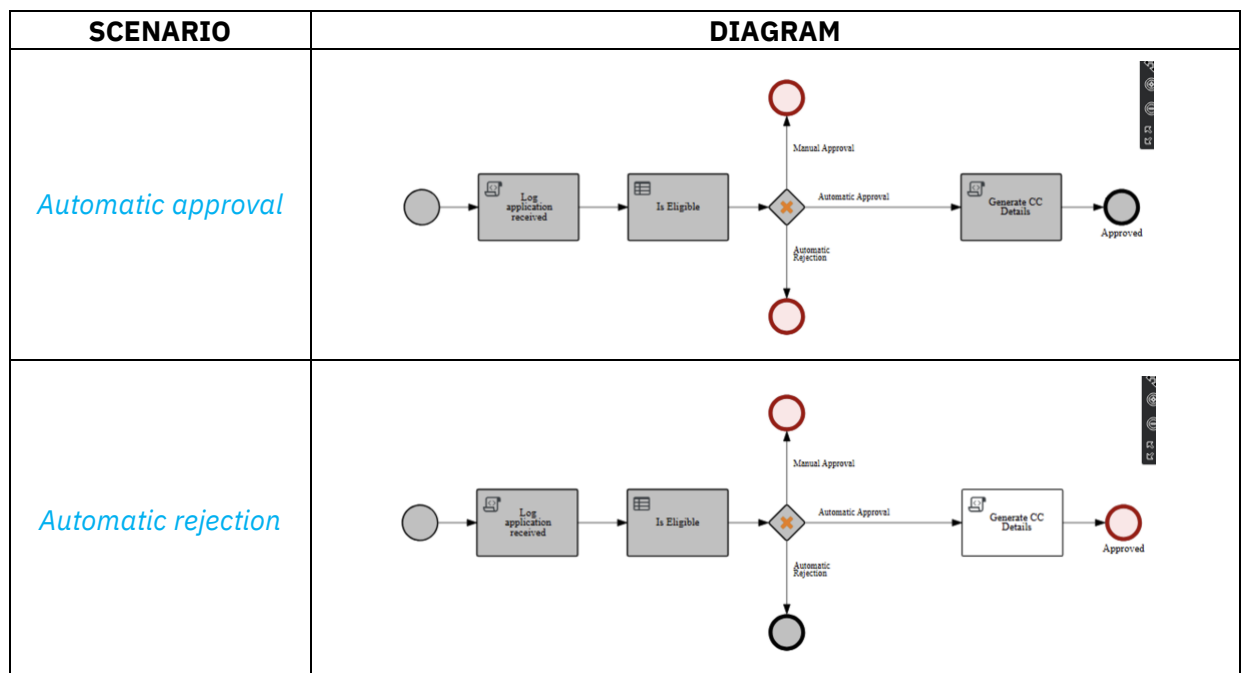 SCENARIO
DIAGRAM
Automatic approval
Manual Approval
Log
application
received
Is Eligible
Automatic Approval
Generate CC
Details
Approved
Automatic
Rejection
Automatic rejection
Manual Approval
Log
application
received
Is Eligible
Automatic Approval
Generate CC
Details
Approved
Automatic
Rejection